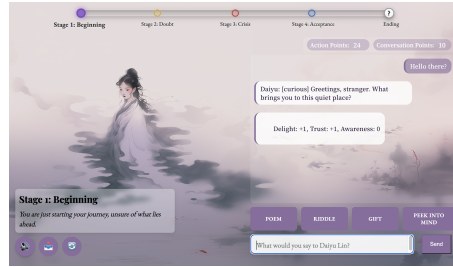 Stage 1: Beginning
Stage 2: Doubt
Stage 3: Crisis
Stage 4: Acceptance
?
Ending
Action Points: 24
Conversation Points: 10
Hello there!
Daiyu: [curious] Greetings, stranger. What
brings you to this quiet place?
Delight: +1, Trust: +1, Awareness: 0
Stage 1: Beginning
You are just starting your journey, unsure of what lies
ahead.
POEM
RIDDLE
GIFT
PEEK INTO
MIND
What would you say to Daiyu Lin?
Send